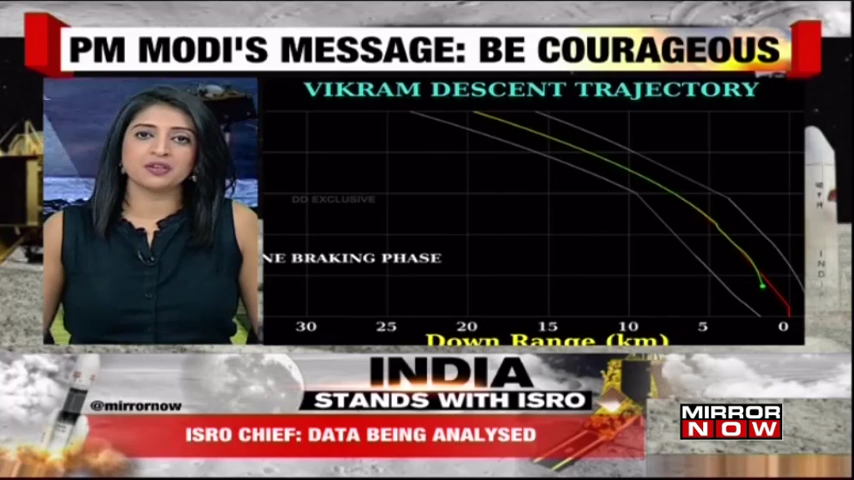 PM MODI'S MESSAGE: BE COURAGEOUS
VIKRAM DESCENT TRAJECTORY
DD EXCLUSIVE
NE BRAKING PHASE
30 25 20 15 10 5 0
Down Range (km)
INDIA
STANDS WITH ISRO
@mirrornow
ISRO CHIEF: DATA BEING ANALYSED
MIRROR
NOW